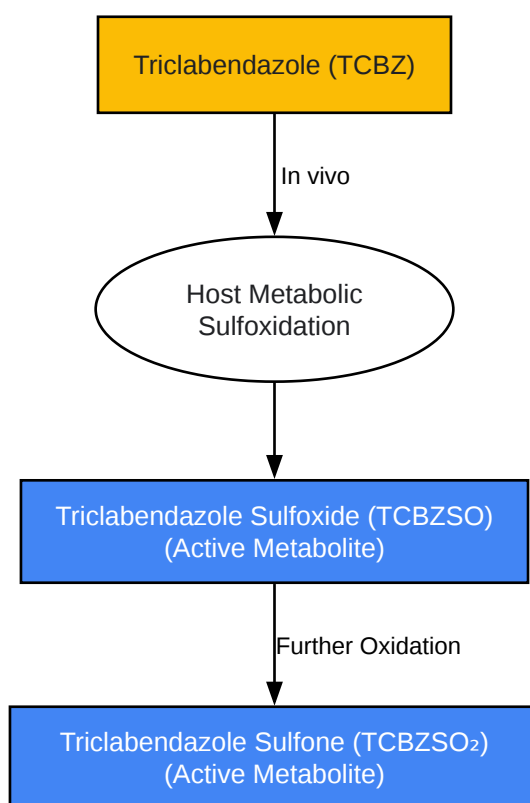 Triclabendazole (TCBZ)
In vivo
Host Metabolic
Sulfoxidation
Triclabendazole Sulfoxide (TCBZSO)
(Active Metabolite)
Further Oxidation
Triclabendazole Sulfone (TCBZSO₂)
(Active Metabolite)